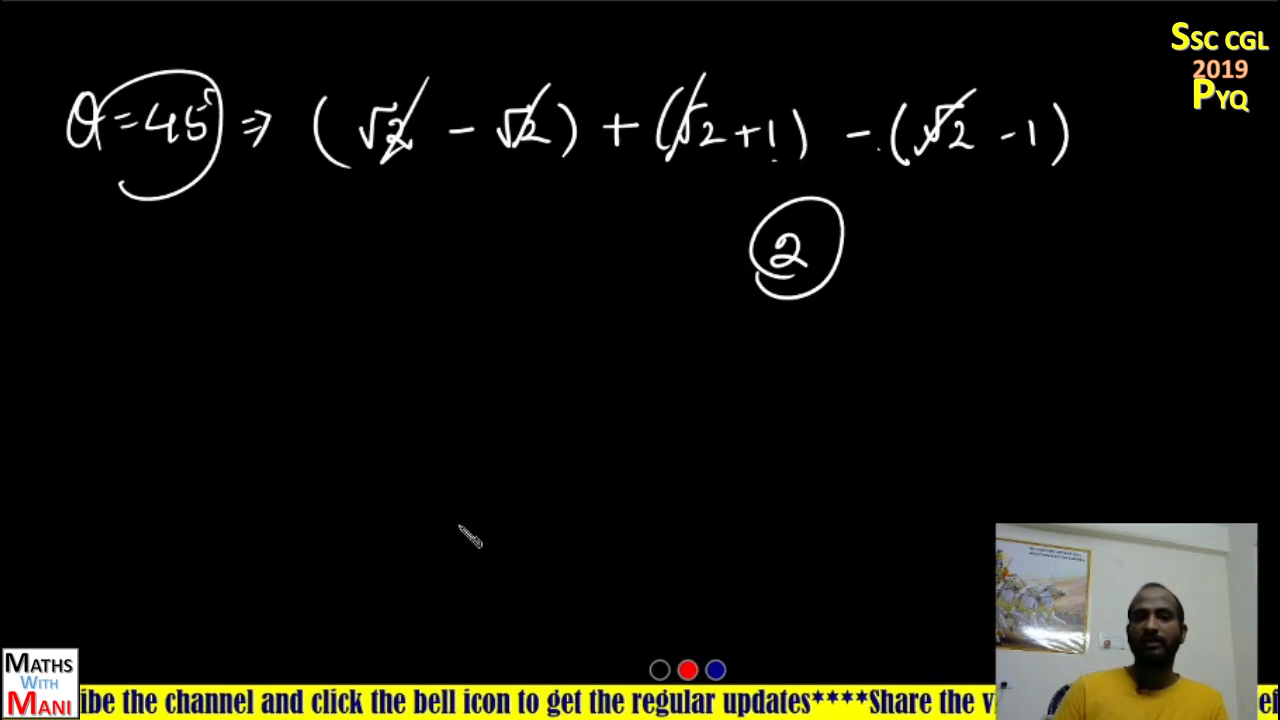 SSC CGL
2019
PYQ
θ = 45° ⇒ (√2 - √2) + (√2 + 1) - (√2 - 1)
2
MATHS
WITH
MANI
ibe the channel and click the bell icon to get the regular updates****Share the v